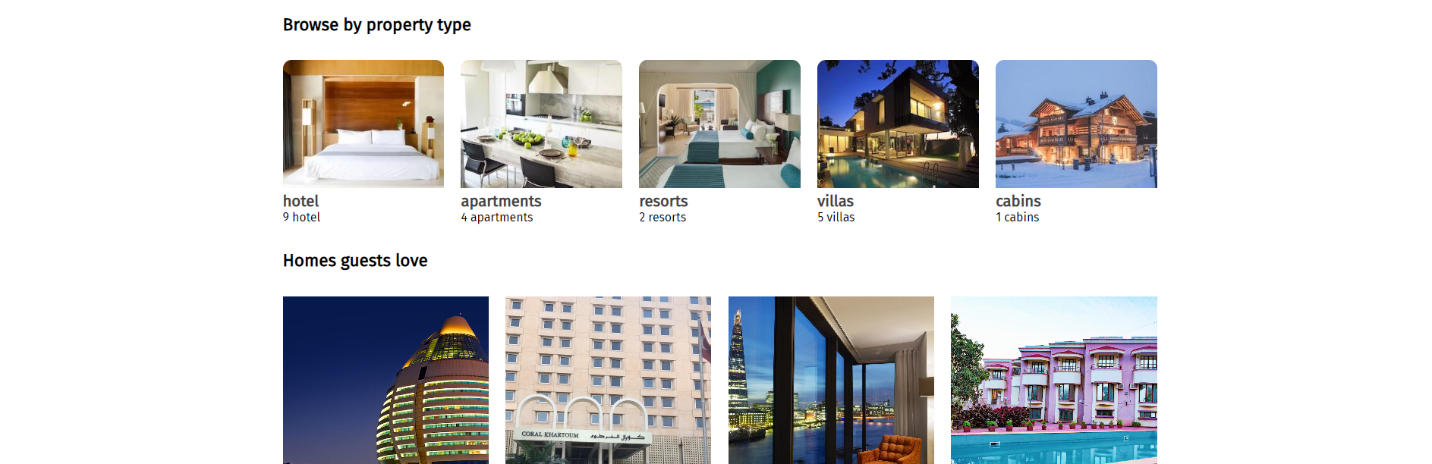 Browse by property type
hotel
9 hotel
apartments
4 apartments
resorts
2 resorts
villas
5 villas
cabins
1 cabins
Homes guests love
CORAL KHARTOUM كورال الخرطوم